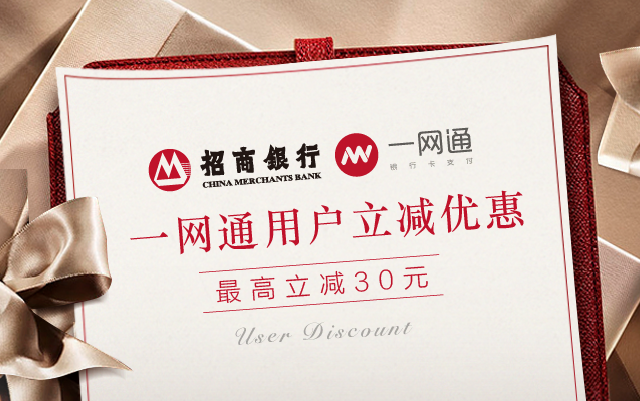 招商銀行
CHINA MERCHANTS BANK
一网通
银行卡支付
一网通用户立减优惠
最高立减30元
User Discount